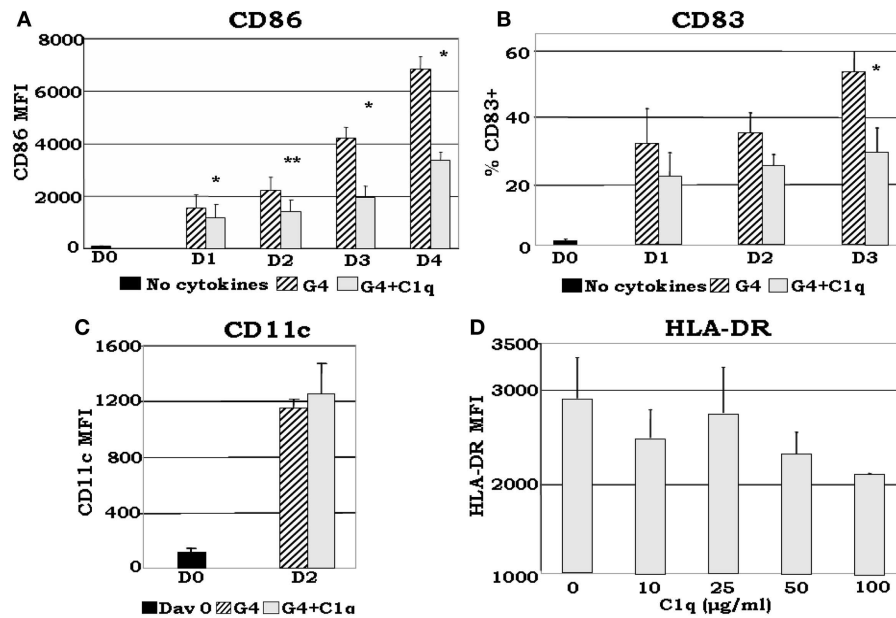 A
CD86
CD86 MFI
8000
6000
4000
2000
0
*
**
*
*
D0 D1 D2 D3 D4
No cytokines G4 G4+C1q
B
CD83
% CD83+
60
40
20
0
*
D0 D1 D2 D3
No cytokines G4 G4+C1q
C
CD11c
CD11c MFI
1600
1200
800
400
0
D0 D2
Day 0 G4 G4+C1q
D
HLA-DR
HLA-DR MFI
3500
3000
2000
1000
0 10 25 50 100
C1q (µg/ml)